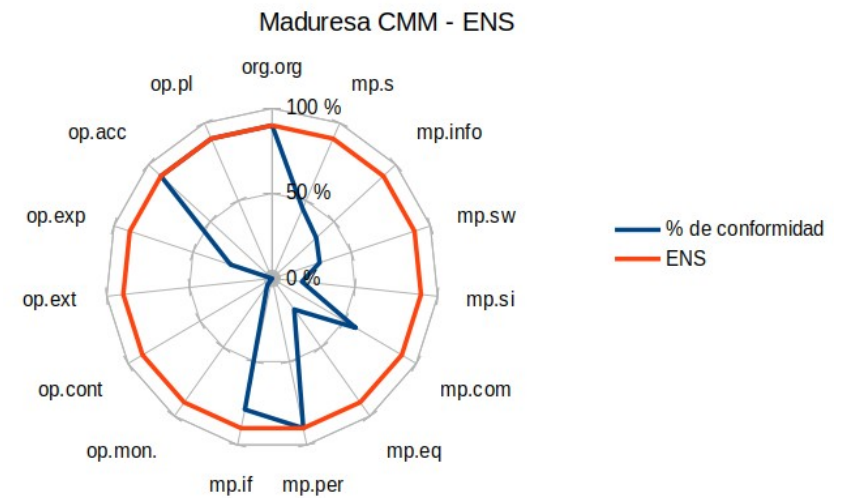 Maduresa CMM - ENS
org.org
op.pl
mp.s
100 %
op.acc
mp.info
50 %
op.exp
mp.sw
% de conformidad
ENS
0 %
op.ext
mp.si
op.cont
mp.com
op.mon.
mp.eq
mp.if
mp.per